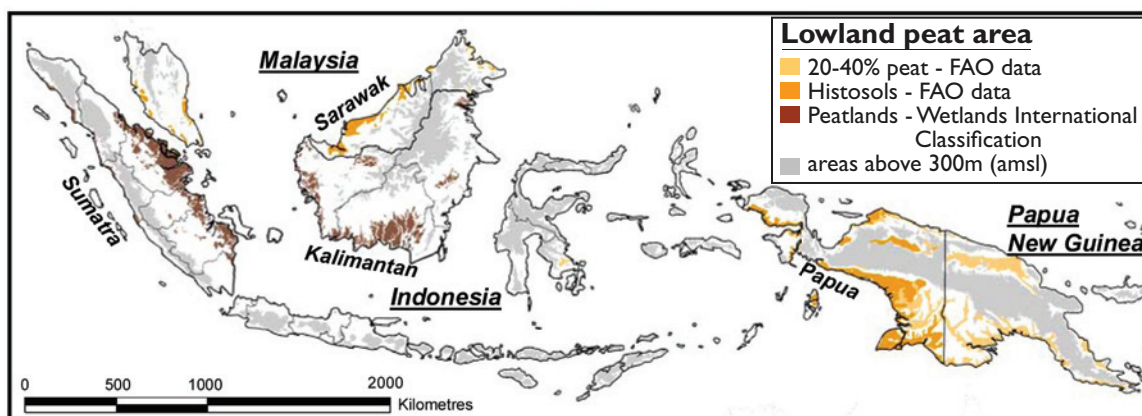 Lowland peat area
20-40% peat - FAO data
Histosols - FAO data
Peatlands - Wetlands International
Classification
areas above 300m (amsl)
Malaysia
Sarawak
Sumatra
Kalimantan
Indonesia
Papua
Papua
New Guinea
0 500 1000 2000
Kilometres